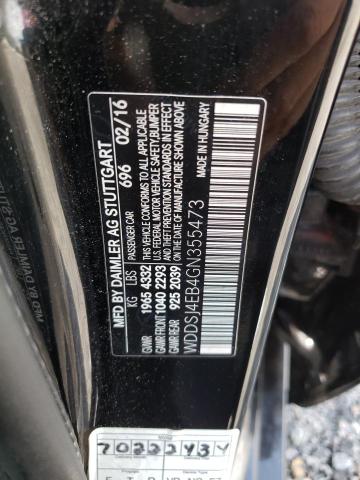 MFD BY DAIMLER AG STUTTGART
PASSENGER CAR 696 02/16
KG LBS
GVWR 1965 4332 THIS VEHICLE CONFORMS TO ALL APPLICABLE
GAWR FRONT 1040 2293 U.S. FEDERAL MOTOR VEHICLE SAFETY, BUMPER
AND THEFT PREVENTION STANDARDS IN EFFECT
GAWR REAR 925 2039 ON THE DATE OF MANUFACTURE SHOWN ABOVE
WDDSJ4EB4GN355473 MADE IN HUNGARY